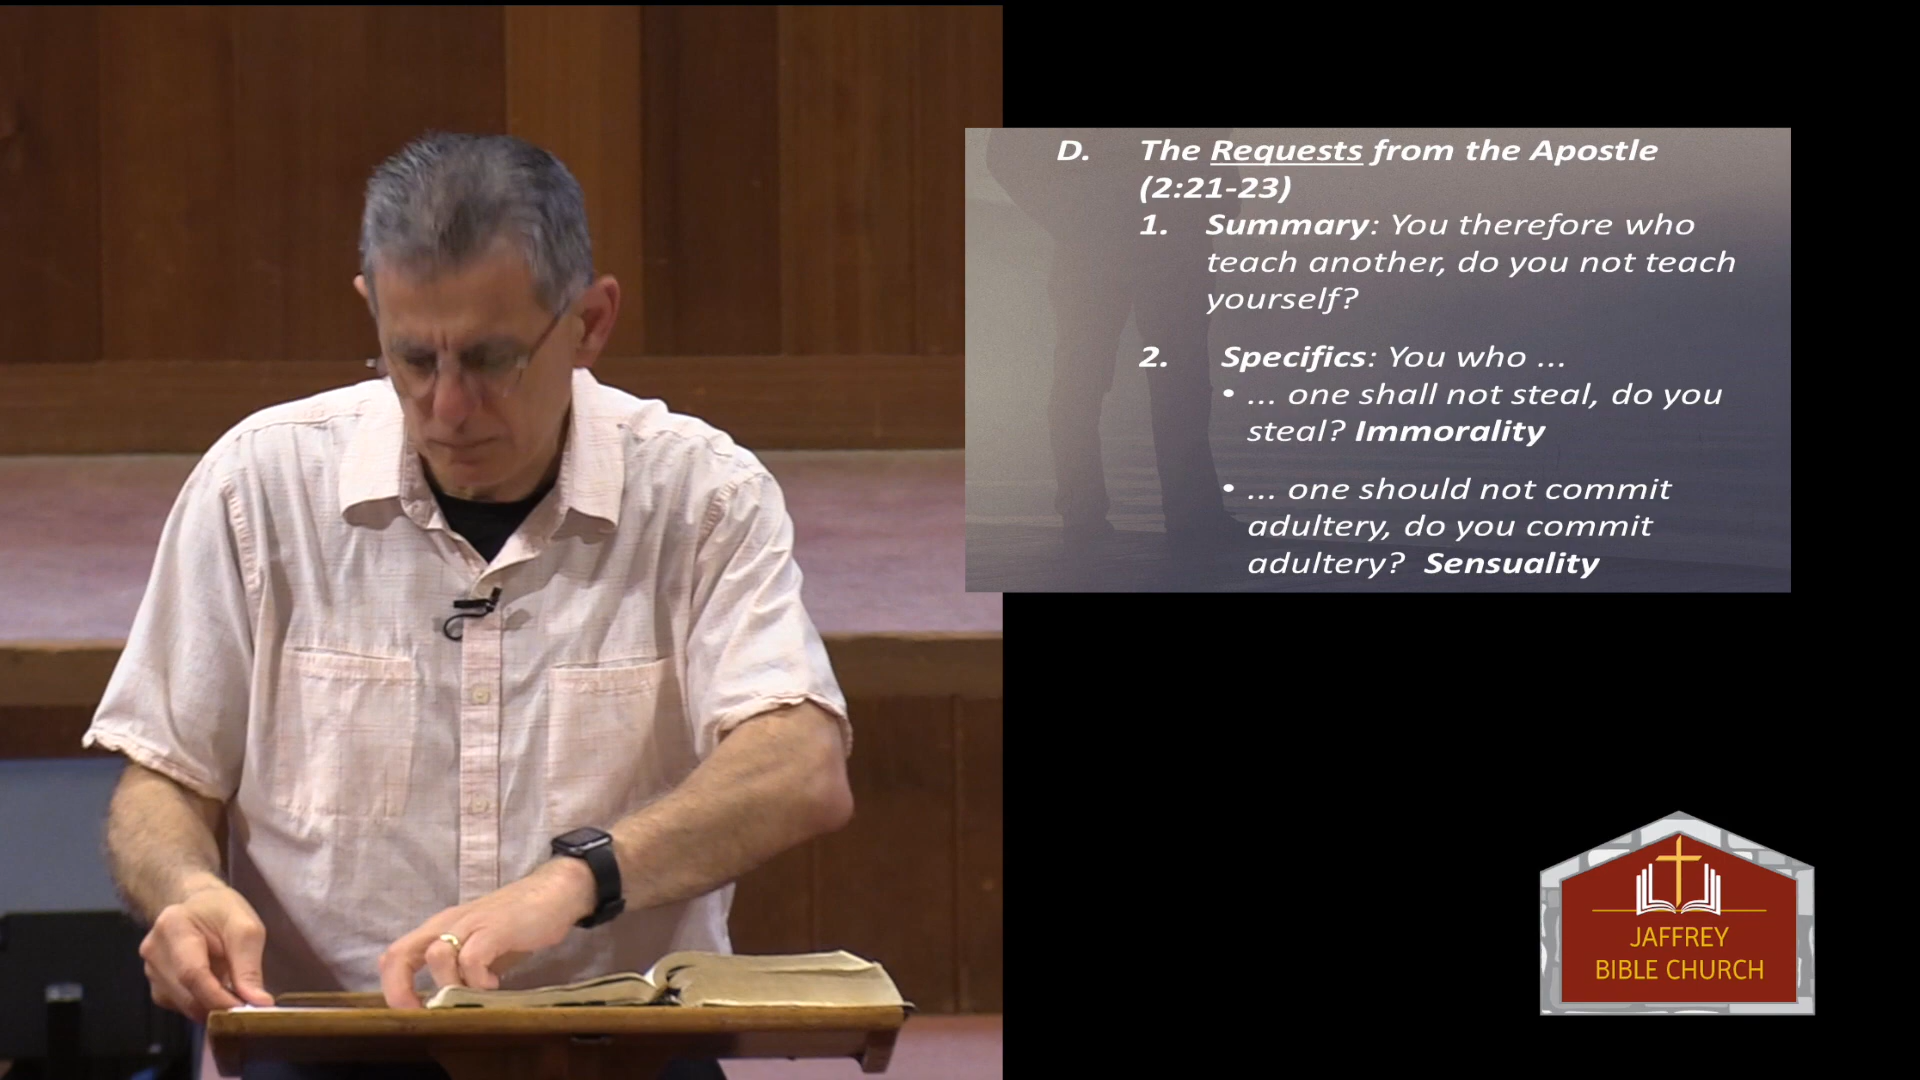 D. The Requests from the Apostle
(2:21-23)
1. Summary: You therefore who
teach another, do you not teach
yourself?
2. Specifics: You who ...
• ... one shall not steal, do you
steal? Immorality
• ... one should not commit
adultery, do you commit
adultery? Sensuality
JAFFREY
BIBLE CHURCH